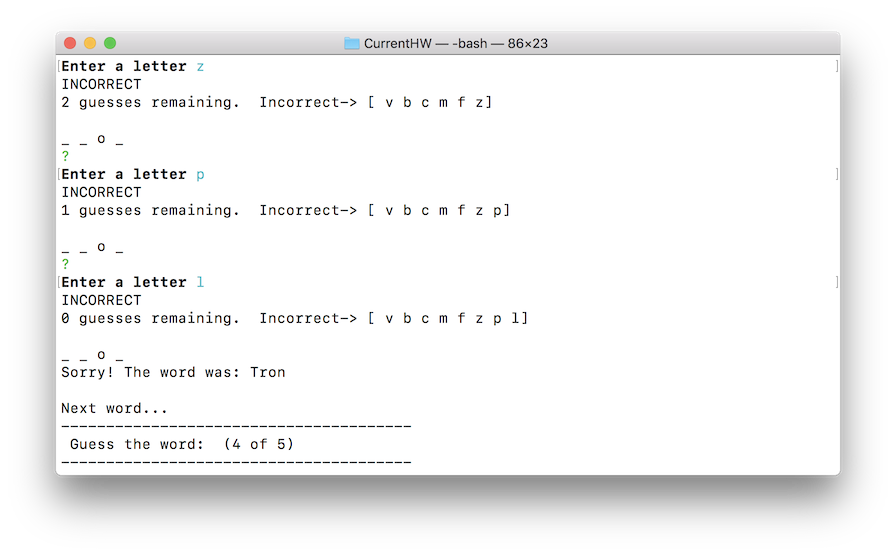 CurrentHW — -bash — 86×23
[Enter a letter z ]
INCORRECT
2 guesses remaining.  Incorrect-> [ v b c m f z]
_ _ o _
?
[Enter a letter p ]
INCORRECT
1 guesses remaining.  Incorrect-> [ v b c m f z p]
_ _ o _
?
[Enter a letter l ]
INCORRECT
0 guesses remaining.  Incorrect-> [ v b c m f z p l]
_ _ o _
Sorry! The word was: Tron
Next word...
---------------------------------------
 Guess the word:  (4 of 5)
---------------------------------------